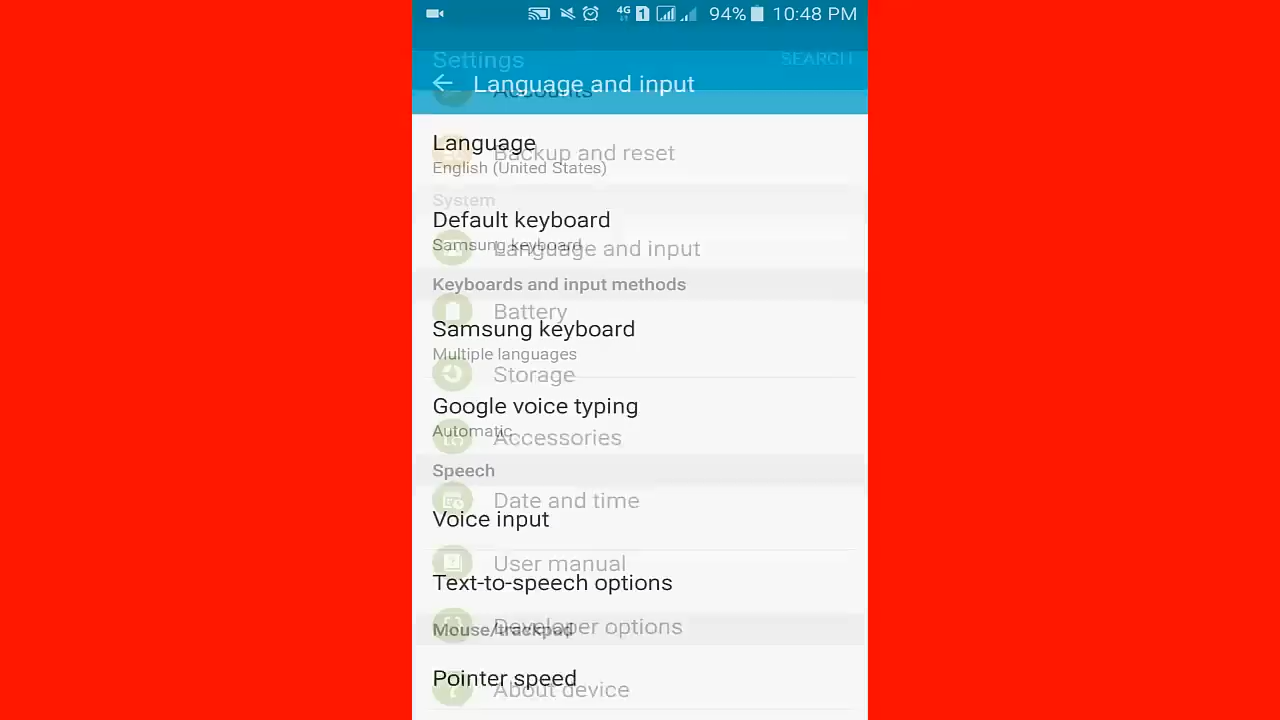 4G 1 94% 10:48 PM
Settings SEARCH
Language and input
Accounts
Language
Backup and reset
English (United States)
System
Default keyboard
Samsung keyboard
Language and input
Keyboards and input methods
Battery
Samsung keyboard
Multiple languages
Storage
Google voice typing
Automatic
Accessories
Speech
Date and time
Voice input
User manual
Text-to-speech options
Developer options
Mouse/trackpad
Pointer speed
About device